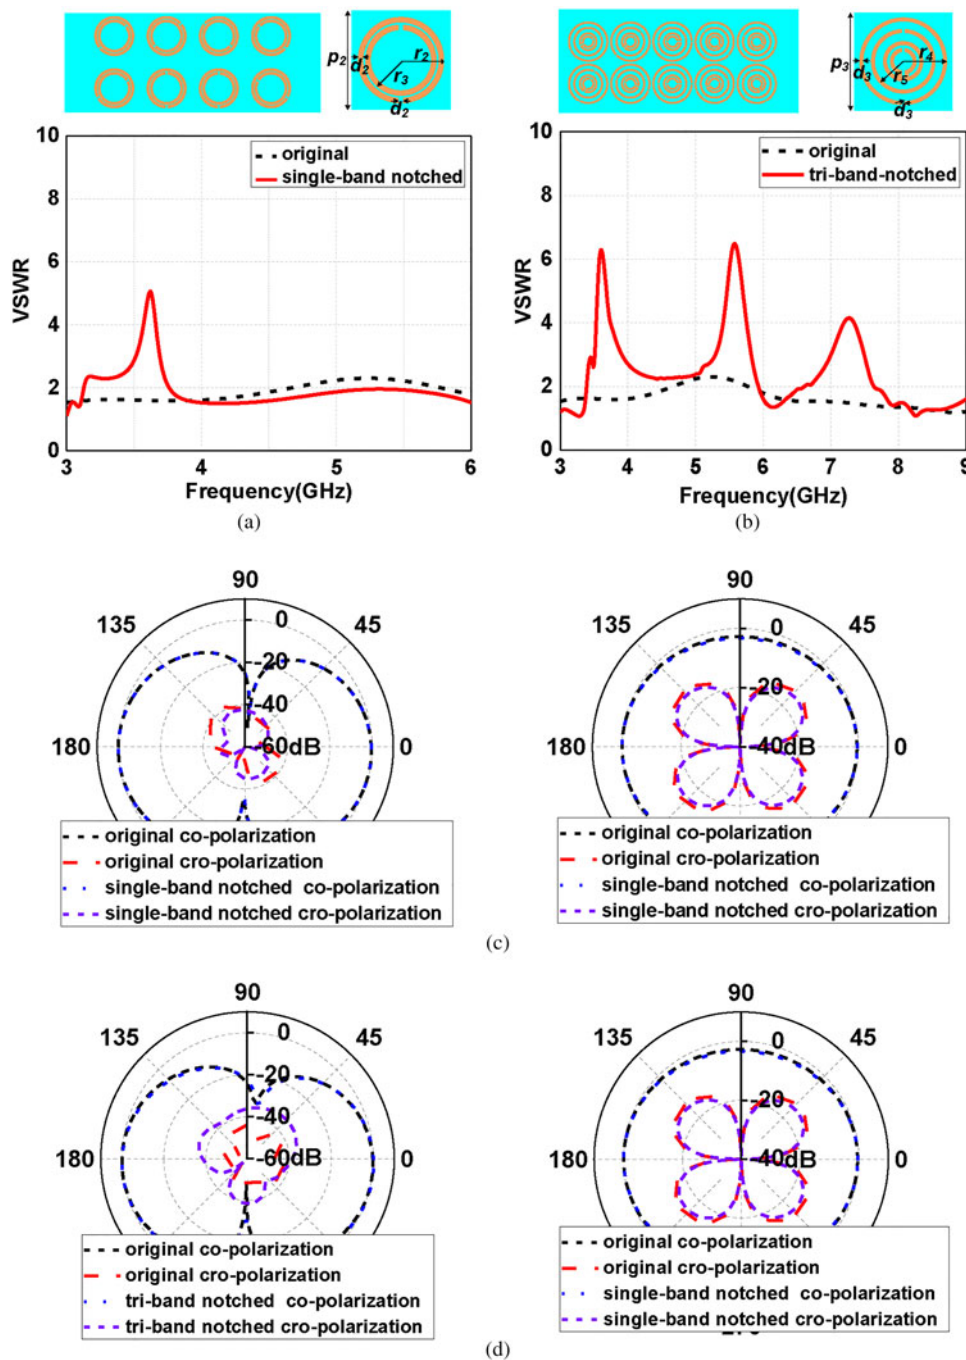 p2
d2
r2
r3
d2
p3
d3
r4
r5
d3
10
8
6
4
2
0
VSWR
original
single-band notched
3
4
5
6
Frequency(GHz)
(a)
10
8
6
4
2
0
VSWR
original
tri-band-notched
3
4
5
6
7
8
9
Frequency(GHz)
(b)
90
135
45
0
-20
-40
-60dB
180
0
original co-polarization
original cro-polarization
single-band notched co-polarization
single-band notched cro-polarization
90
135
45
0
-20
-40dB
180
0
original co-polarization
original cro-polarization
single-band notched co-polarization
single-band notched cro-polarization
(c)
90
135
45
0
-20
-40
-60dB
180
0
original co-polarization
original cro-polarization
tri-band notched co-polarization
tri-band notched cro-polarization
90
135
45
0
-20
-40dB
180
0
original co-polarization
original cro-polarization
single-band notched co-polarization
single-band notched cro-polarization
(d)